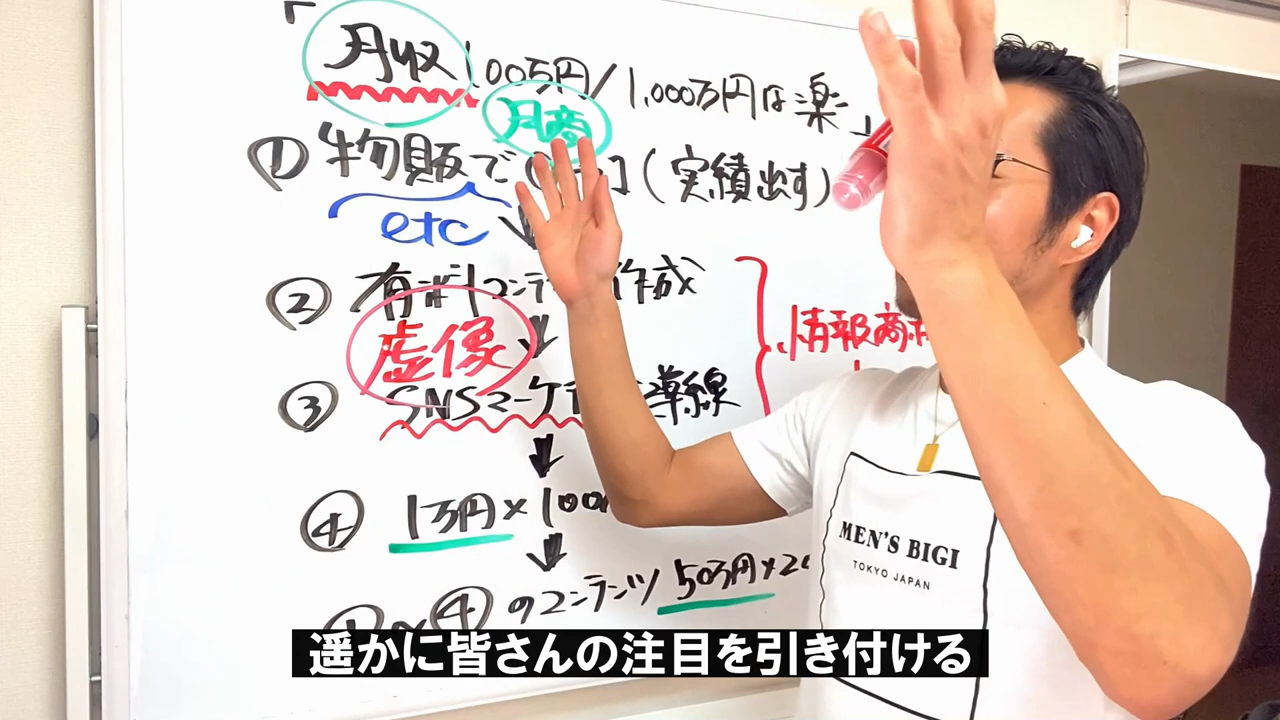 「月収100万円/1,000万円は楽」
月商
① 物販で(実績出す)
etc
② 有料コンテ 作成
虚像
情報商
③ SNSマーケテ 導線
④ 1万円×100
④のコンテンツ 50万円×20
MEN'S BIGI
TOKYO JAPAN
遥かに皆さんの注目を引き付ける